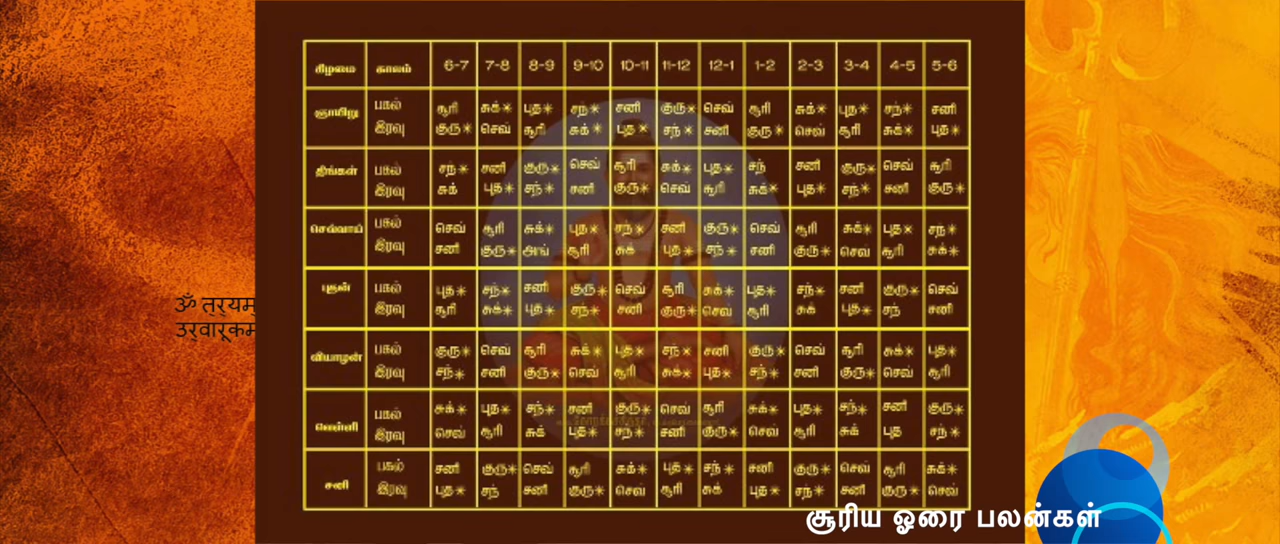 கிழமை காலம் 6-7 7-8 8-9 9-10 10-11 11-12 12-1 1-2 2-3 3-4 4-5 5-6
ஞாயிறு
பகல் சூரி சுக்✳ புத✳ சந்✳ சனி குரு✳ செவ் சூரி சுக்✳ புத✳ சந்✳ சனி
இரவு குரு✳ செவ் சூரி சுக்✳ புத✳ சந்✳ சனி குரு✳ செவ் சூரி சுக்✳ புத✳
திங்கள்
பகல் சந்✳ சனி குரு✳ செவ் சூரி சுக்✳ புத✳ சந் சனி குரு✳ செவ் சூரி
இரவு சுக் புத✳ சந்✳ சனி குரு✳ செவ் சூரி சுக்✳ புத✳ சந்✳ சனி குரு✳
செவ்வாய்
பகல் செவ் சூரி சுக்✳ புத✳ சந்✳ சனி குரு✳ செவ் சூரி சுக்✳ புத✳ சந்✳
இரவு சனி குரு✳ அங் சூரி சுக் புத✳ சந்✳ சனி குரு✳ செவ் சூரி சுக்✳
புதன்
பகல் புத✳ சந்✳ சனி குரு✳ செவ் சூரி சுக்✳ புத✳ சந்✳ சனி குரு✳ செவ்
இரவு சூரி சுக்✳ புத✳ சந்✳ சனி குரு✳ செவ் சூரி சுக் புத✳ சந் சனி
வியாழன்
பகல் குரு✳ செவ் சூரி சுக்✳ புத✳ சந்✳ சனி குரு✳ செவ் சூரி சுக்✳ புத✳
இரவு சந்✳ சனி குரு✳ செவ் சூரி சுக்✳ புத✳ சந்✳ சனி குரு✳ செவ் சூரி
வெள்ளி
பகல் சுக்✳ புத✳ சந்✳ சனி குரு✳ செவ் சூரி சுக்✳ புத✳ சந்✳ சனி குரு✳
இரவு செவ் சூரி சுக் புத✳ சந்✳ சனி குரு✳ செவ் சூரி சுக் புத சந்✳
சனி
பகல் சனி குரு✳ செவ் சூரி சுக்✳ புத✳ சந்✳ சனி குரு✳ செவ் சூரி சுக்✳
இரவு புத✳ சந் சனி குரு✳ செவ் சூரி சுக் புத✳ சந்✳ சனி குரு✳ செவ்
ॐ त्र्यम्
उर्वारुकम
சூரிய ஓரை பலன்கள்